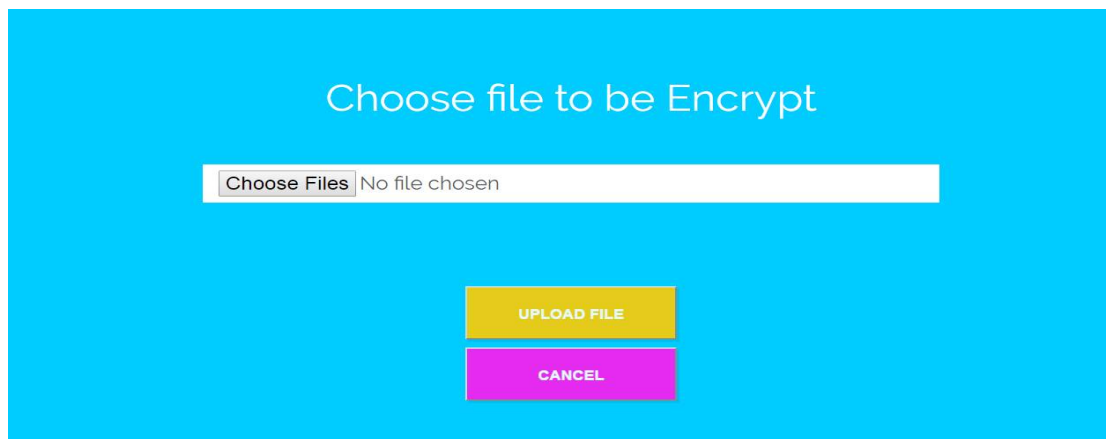 Choose file to be Encrypt
Choose Files No file chosen
UPLOAD FILE
CANCEL